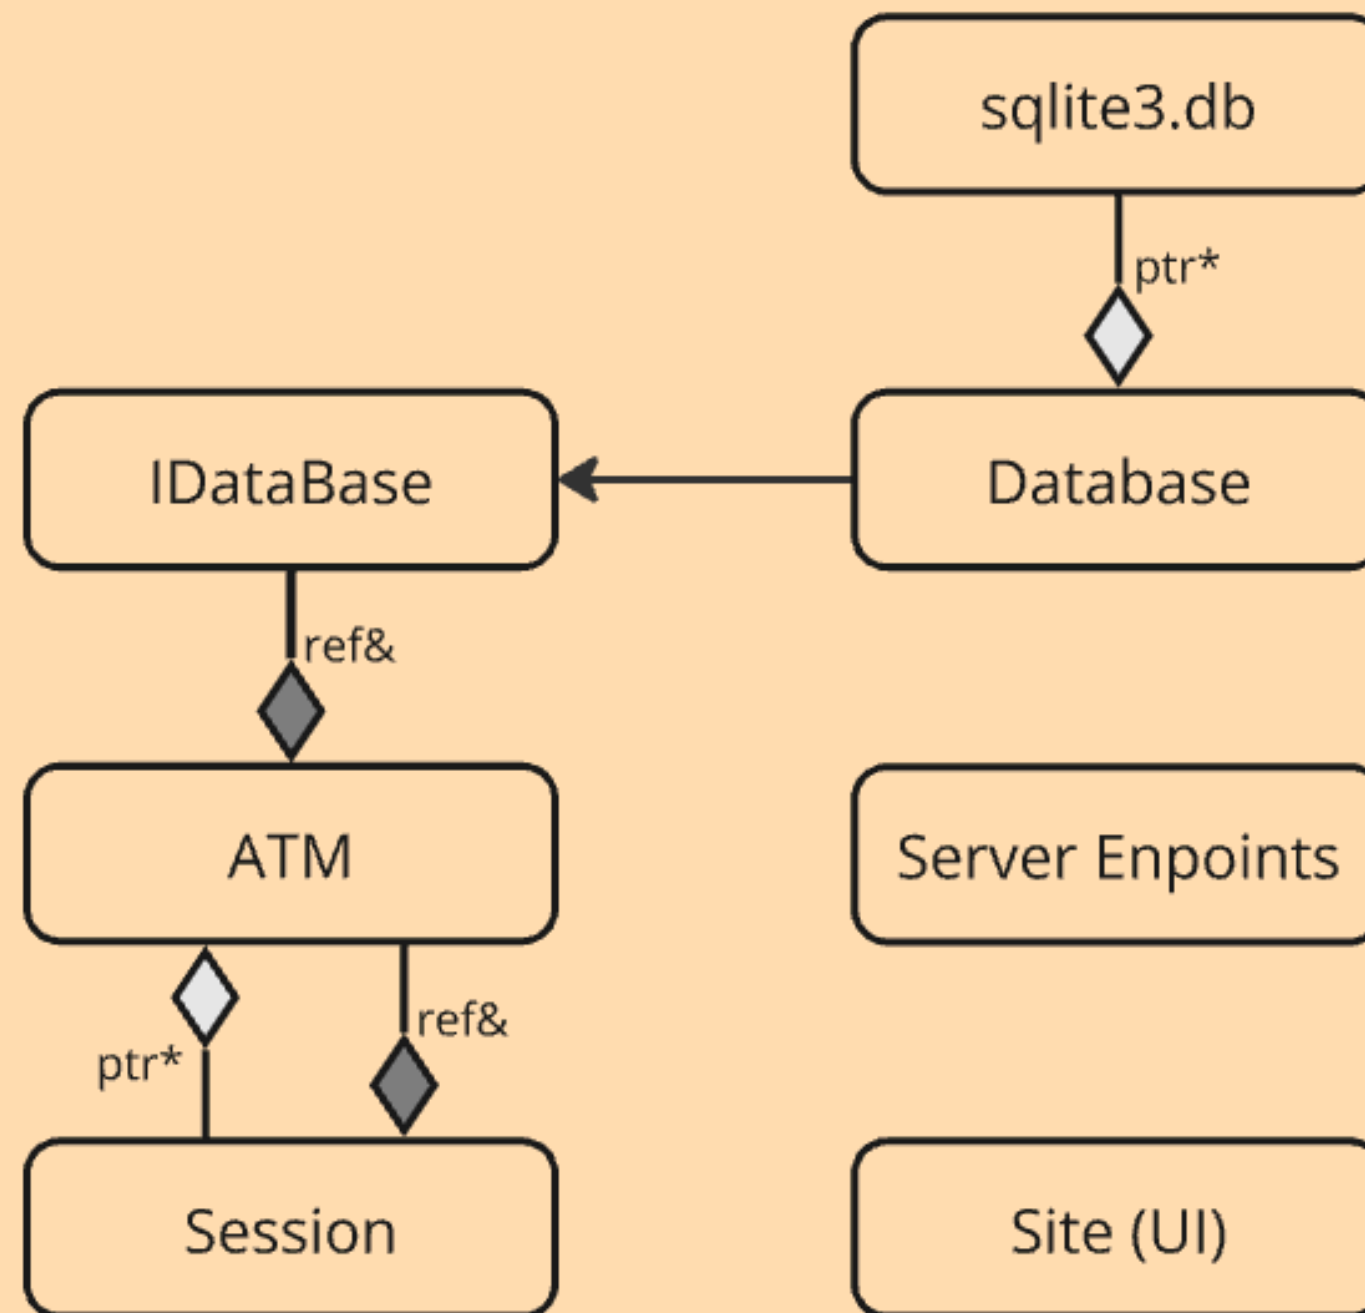 sqlite3.db
ptr*
IDataBase
Database
ref&
ATM
Server Enpoints
ref&
ptr*
Session
Site (UI)